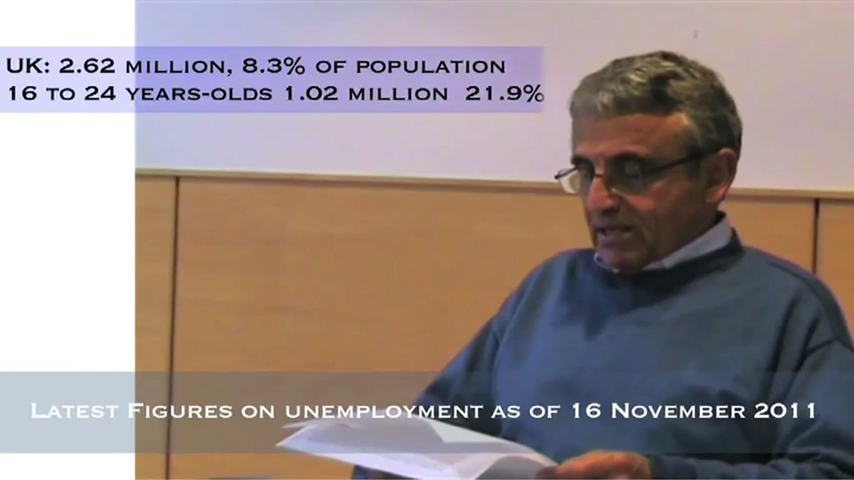 UK: 2.62 MILLION, 8.3% OF POPULATION
16 TO 24 YEARS-OLDS 1.02 MILLION 21.9%
LATEST FIGURES ON UNEMPLOYMENT AS OF 16 NOVEMBER 2011